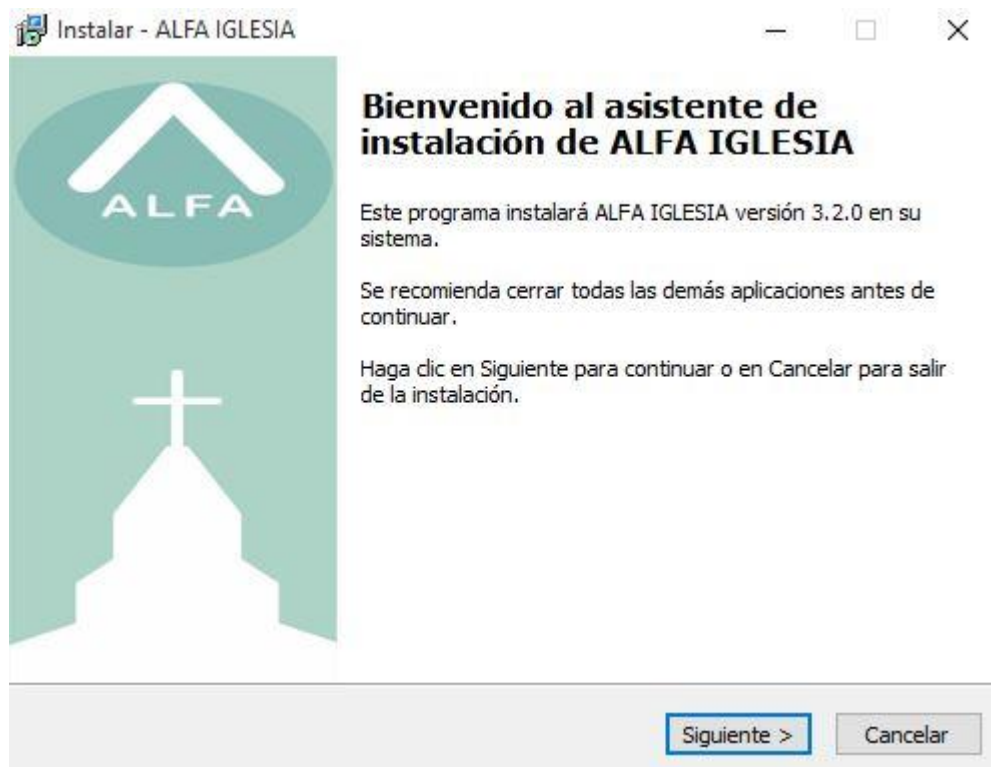 Instalar - ALFA IGLESIA
ALFA
Bienvenido al asistente de
instalación de ALFA IGLESIA
Este programa instalará ALFA IGLESIA versión 3.2.0 en su
sistema.
Se recomienda cerrar todas las demás aplicaciones antes de
continuar.
Haga clic en Siguiente para continuar o en Cancelar para salir
de la instalación.
Siguiente >
Cancelar